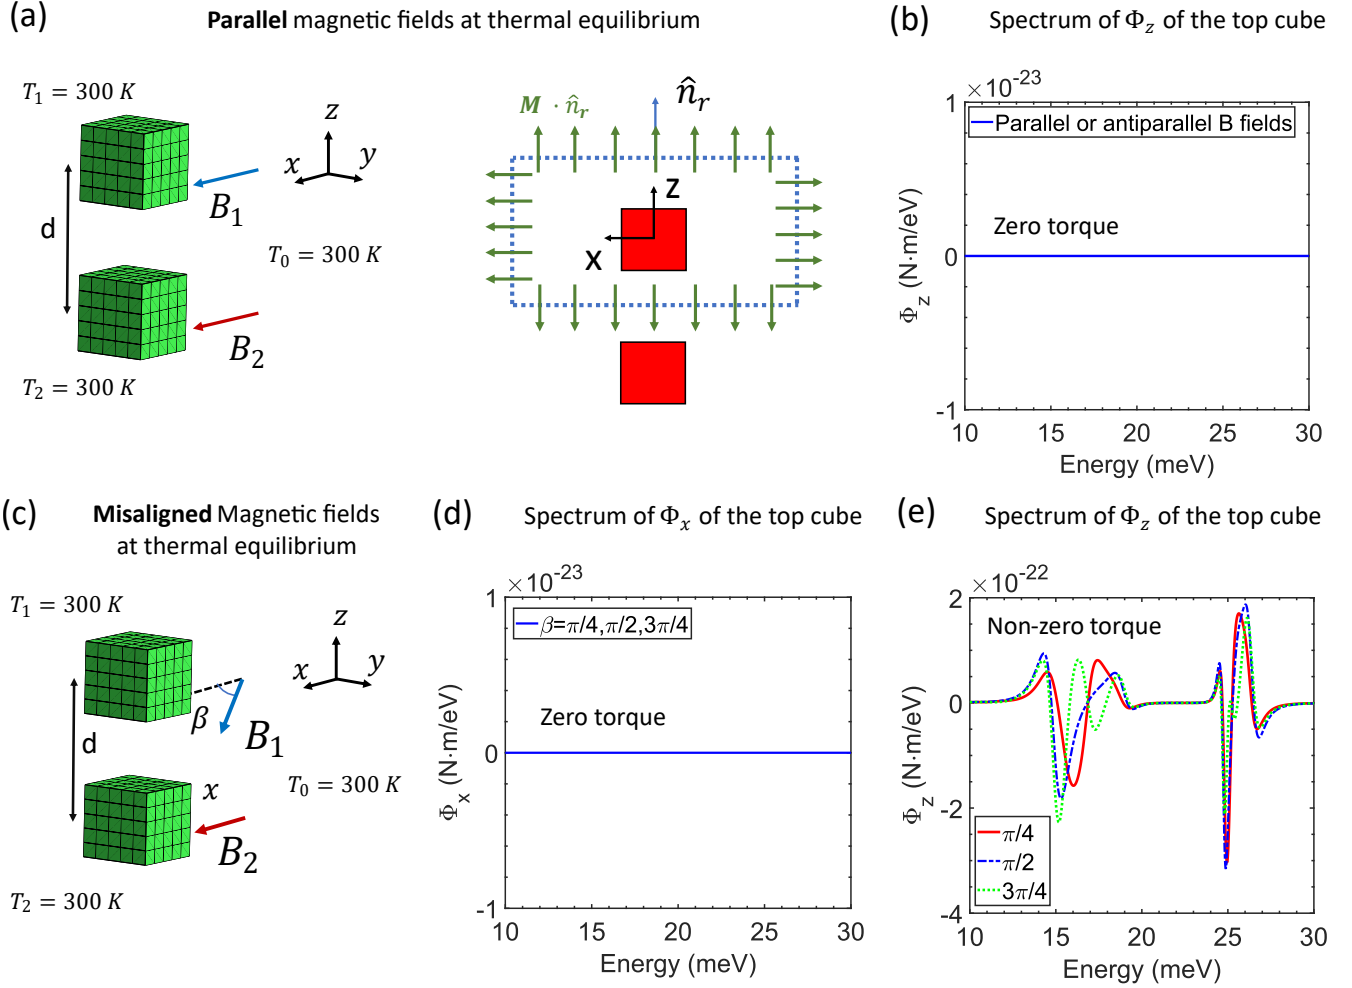 (a)
Parallel magnetic fields at thermal equilibrium
T₁ = 300 K
z
x
y
B₁
d
T₀ = 300 K
B₂
T₂ = 300 K
M · n̂ᵣ
n̂ᵣ
z
x
(b)
Spectrum of Φ_z of the top cube
×10⁻²³
1
Parallel or antiparallel B fields
Φ_z (N·m/eV)
Zero torque
0
-1
10 15 20 25 30
Energy (meV)
(c)
Misaligned Magnetic fields
at thermal equilibrium
T₁ = 300 K
z
x
y
β
B₁
d
T₀ = 300 K
x
B₂
T₂ = 300 K
(d)
Spectrum of Φₓ of the top cube
×10⁻²³
1
β=π/4,π/2,3π/4
Φₓ (N·m/eV)
Zero torque
0
-1
10 15 20 25 30
Energy (meV)
(e)
Spectrum of Φ_z of the top cube
×10⁻²²
2
Non-zero torque
Φ_z (N·m/eV)
0
-2
π/4
π/2
3π/4
-4
10 15 20 25 30
Energy (meV)